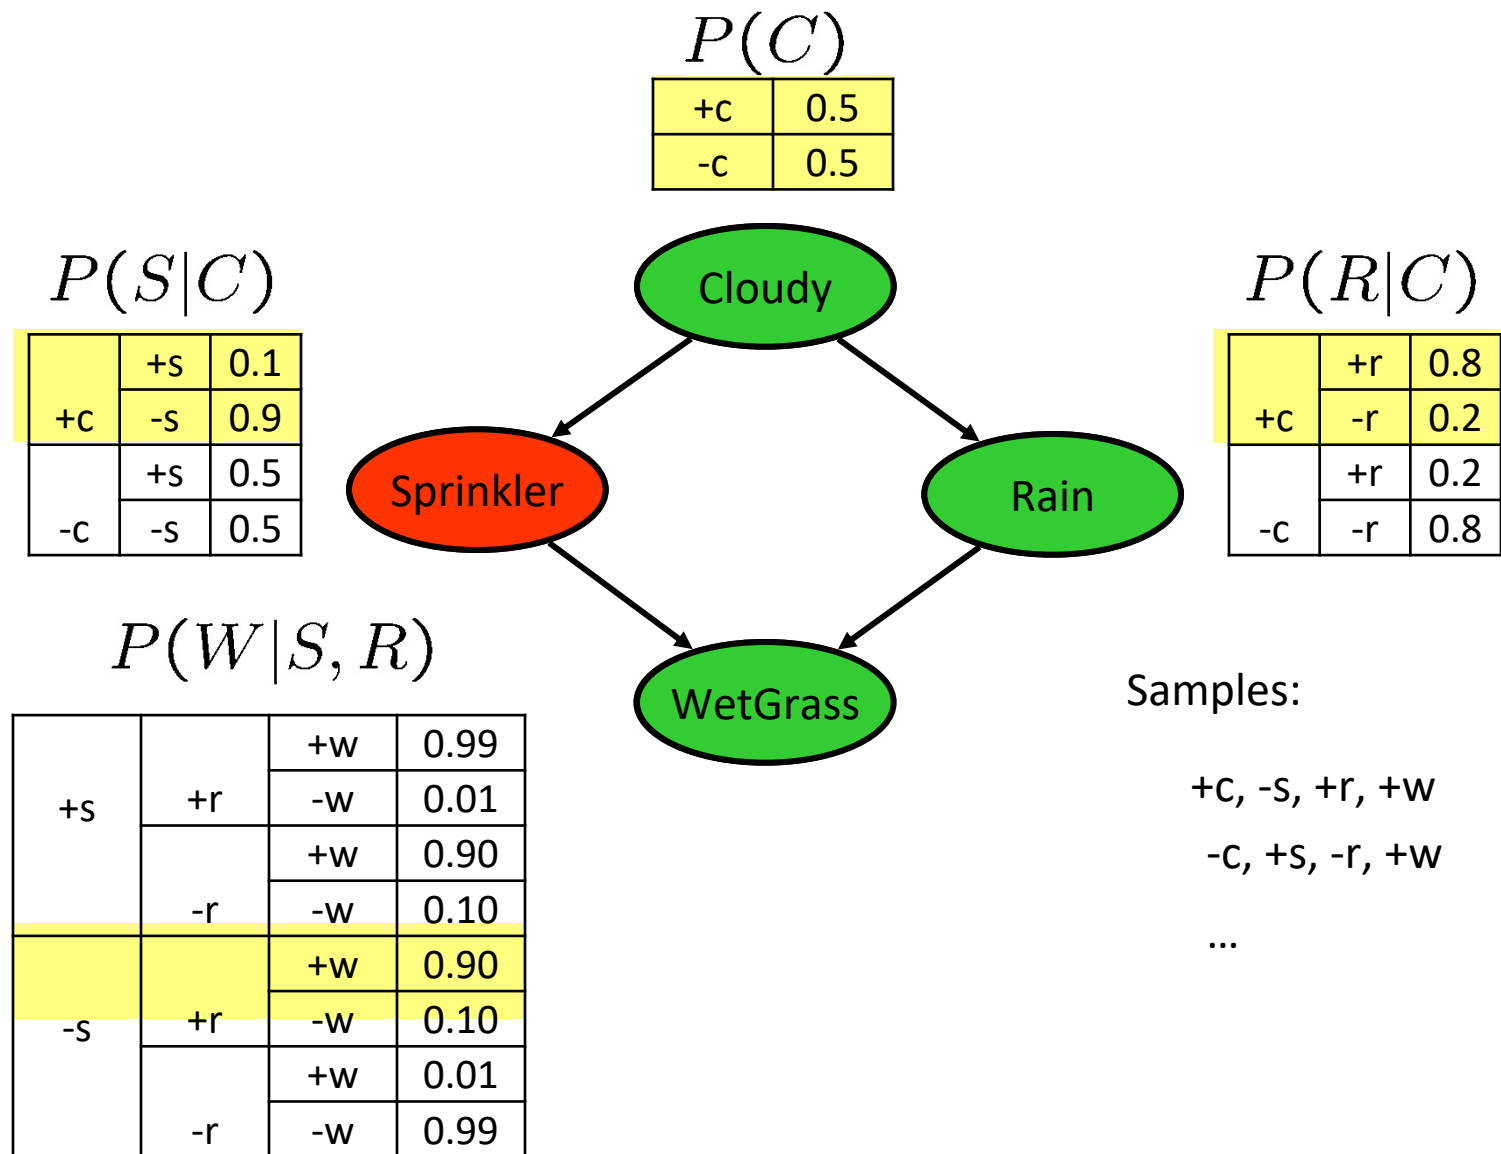 P(C)
+c 0.5
-c 0.5
Cloudy
P(S|C)
+s 0.1
+c -s 0.9
+s 0.5
-c -s 0.5
P(R|C)
+r 0.8
+c -r 0.2
+r 0.2
-c -r 0.8
Sprinkler
Rain
P(W|S, R)
+w 0.99
+s +r -w 0.01
+w 0.90
-r -w 0.10
+w 0.90
-s +r -w 0.10
+w 0.01
-r -w 0.99
WetGrass
Samples:
+c, -s, +r, +w
-c, +s, -r, +w
...